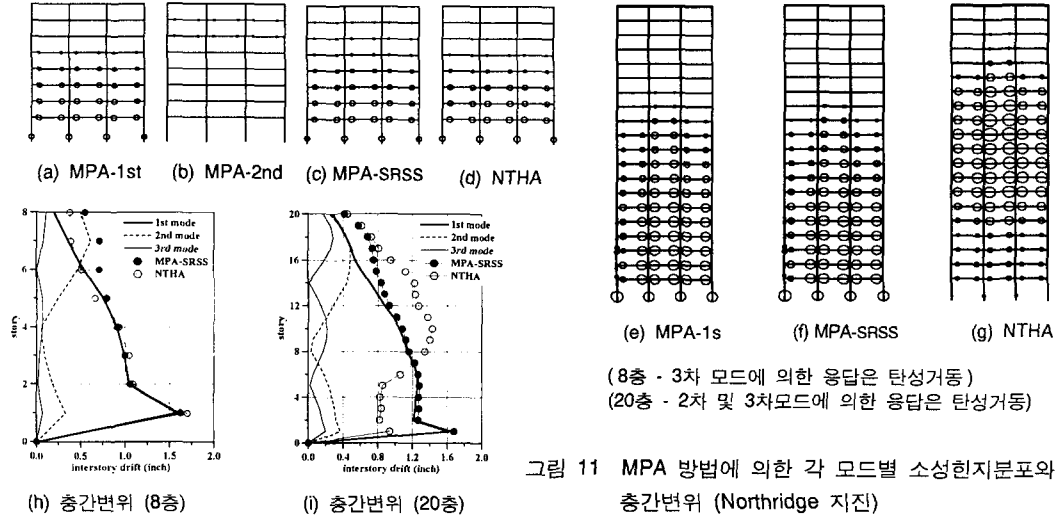 (a) MPA-1st
(b) MPA-2nd
(c) MPA-SRSS
(d) NTHA
8
6
4
2
0
story
0.0 0.4 1.0 1.6 2.0
interstory drift (inch)
1st mode
2nd mode
3rd mode
MPA-SRSS
NTHA
(h) 층간변위 (8층)
20
16
12
8
4
0
story
0.0 0.4 0.8 1.2 1.6 2.0
interstory drift (inch)
1st mode
2nd mode
3rd mode
MPA-SRSS
NTHA
(i) 층간변위 (20층)
(e) MPA-1s
(f) MPA-SRSS
(g) NTHA
(8층 - 3차 모드에 의한 응답은 탄성거동)
(20층 - 2차 및 3차모드에 의한 응답은 탄성거동)
그림 11 MPA 방법에 의한 각 모드별 소성힌지분포와
층간변위 (Northridge 지진)